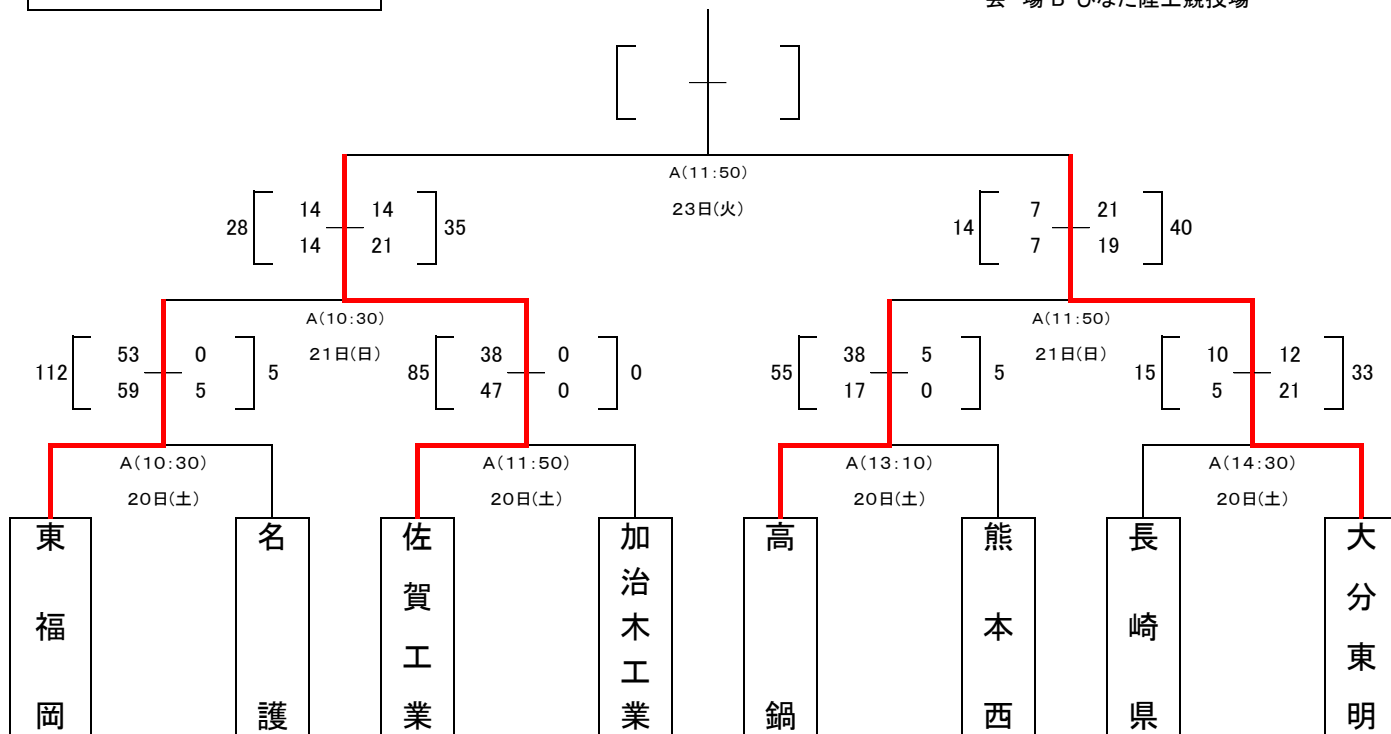 会 場 B ひなた陸上競技場
A(11:50)
23日(火)
28 14 14 35
14 21
14 7 21 40
7 19
A(10:30)
21日(日)
A(11:50)
21日(日)
112 53 0 5
59 5
85 38 0 0
47 0
55 38 5 5
17 0
15 10 12 33
5 21
A(10:30)
20日(土)
A(11:50)
20日(土)
A(13:10)
20日(土)
A(14:30)
20日(土)
東福岡
名護
佐賀工業
加治木工業
高鍋
熊本西
長崎県
大分東明